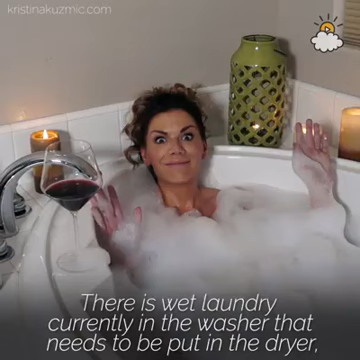 kristinakuzmic.com
There is wet laundry
currently in the washer that
needs to be put in the dryer,